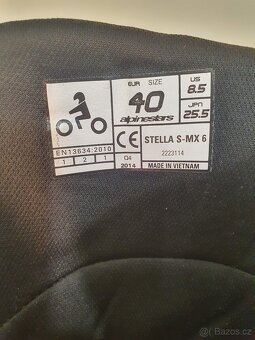 EUR SIZE
40
alpinestars
US
8.5
JPN
25.5
EN13634:2010
1 2 1
CE
04
2014
STELLA S-MX 6
2223114
MADE IN VIETNAM
Bazos.cz